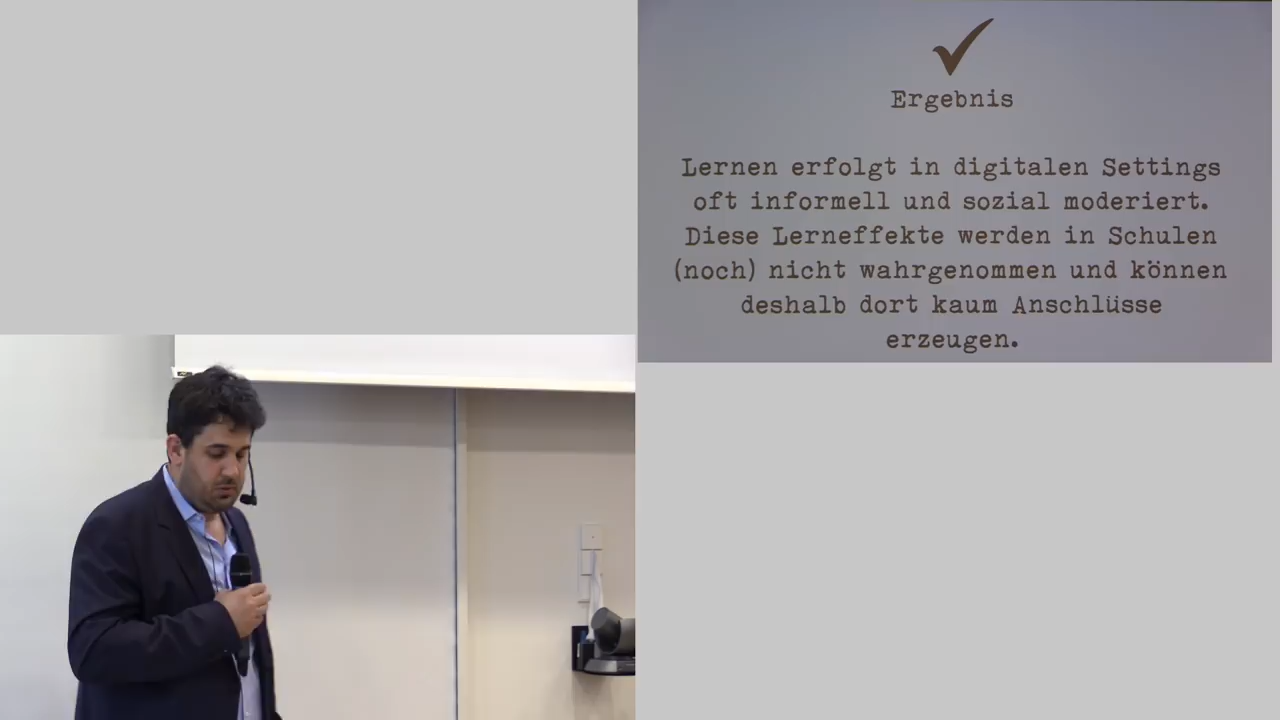 Ergebnis
Lernen erfolgt in digitalen Settings
oft informell und sozial moderiert.
Diese Lerneffekte werden in Schulen
(noch) nicht wahrgenommen und können
deshalb dort kaum Anschlüsse
erzeugen.